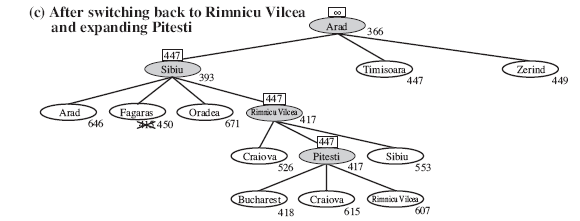 (c) After switching back to Rimnicu Vilcea
and expanding Pitesti
∞
Arad 366
447
Sibiu 393
Timisoara 447
Zerind 449
Arad 646
Fagaras 415 450
Oradea 671
447
Rimnicu Vilcea 417
Craiova 526
447
Pitesti 417
Sibiu 553
Bucharest 418
Craiova 615
Rimnicu Vilcea 607